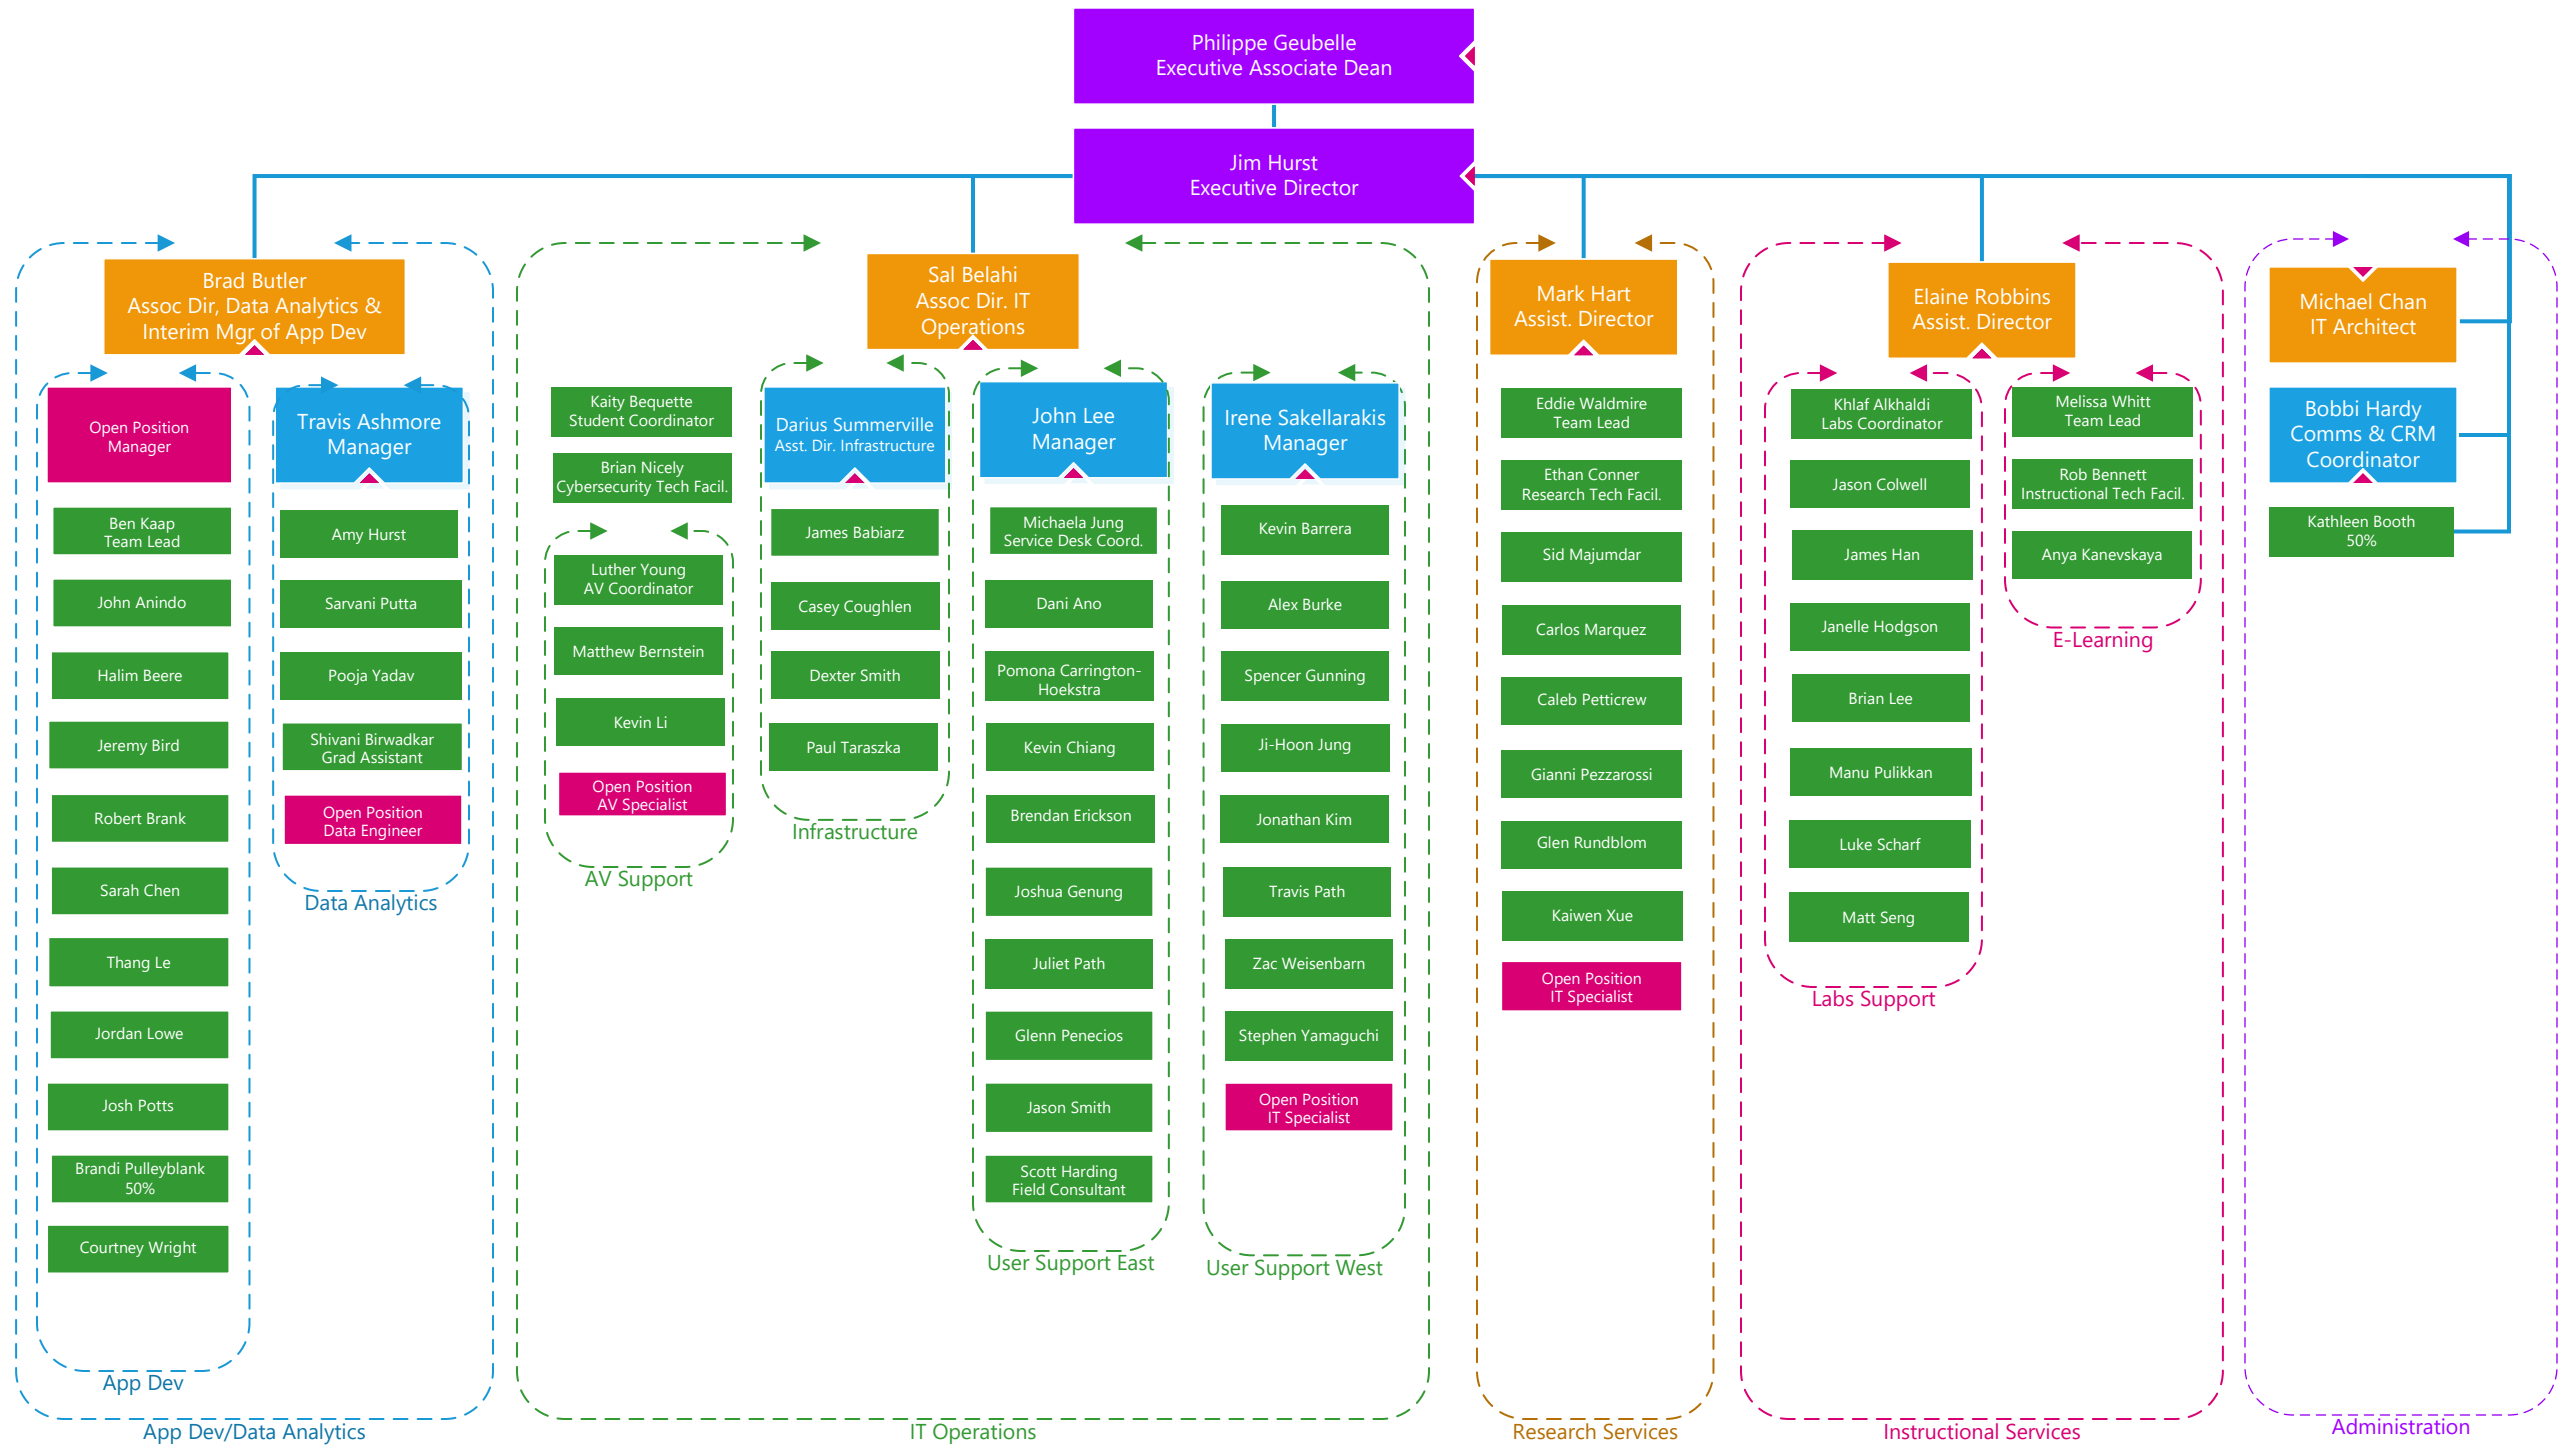 Philippe Geubelle
Executive Associate Dean
Jim Hurst
Executive Director
Brad Butler
Assoc Dir, Data Analytics &
Interim Mgr of App Dev
Open Position
Manager
Ben Kaap
Team Lead
John Anindo
Halim Beere
Jeremy Bird
Robert Brank
Sarah Chen
Thang Le
Jordan Lowe
Josh Potts
Brandi Pulleyblank
50%
Courtney Wright
App Dev
Travis Ashmore
Manager
Amy Hurst
Sarvani Putta
Pooja Yadav
Shivani Birwadkar
Grad Assistant
Open Position
Data Engineer
Data Analytics
App Dev/Data Analytics
Sal Belahi
Assoc Dir. IT
Operations
Kaity Bequette
Student Coordinator
Brian Nicely
Cybersecurity Tech Facil.
Luther Young
AV Coordinator
Matthew Bernstein
Kevin Li
Open Position
AV Specialist
AV Support
Darius Summerville
Asst. Dir. Infrastructure
James Babiarz
Casey Coughlen
Dexter Smith
Paul Taraszka
Infrastructure
John Lee
Manager
Michaela Jung
Service Desk Coord.
Dani Ano
Pomona Carrington-
Hoekstra
Kevin Chiang
Brendan Erickson
Joshua Genung
Juliet Path
Glenn Penecios
Jason Smith
Scott Harding
Field Consultant
User Support East
Irene Sakellarakis
Manager
Kevin Barrera
Alex Burke
Spencer Gunning
Ji-Hoon Jung
Jonathan Kim
Travis Path
Zac Weisenbarn
Stephen Yamaguchi
Open Position
IT Specialist
User Support West
IT Operations
Mark Hart
Assist. Director
Eddie Waldmire
Team Lead
Ethan Conner
Research Tech Facil.
Sid Majumdar
Carlos Marquez
Caleb Petticrew
Gianni Pezzarossi
Glen Rundblom
Kaiwen Xue
Open Position
IT Specialist
Research Services
Elaine Robbins
Assist. Director
Khlaf Alkhaldi
Labs Coordinator
Jason Colwell
James Han
Janelle Hodgson
Brian Lee
Manu Pulikkan
Luke Scharf
Matt Seng
Labs Support
Melissa Whitt
Team Lead
Rob Bennett
Instructional Tech Facil.
Anya Kanevskaya
E-Learning
Instructional Services
Michael Chan
IT Architect
Bobbi Hardy
Comms & CRM
Coordinator
Kathleen Booth
50%
Administration